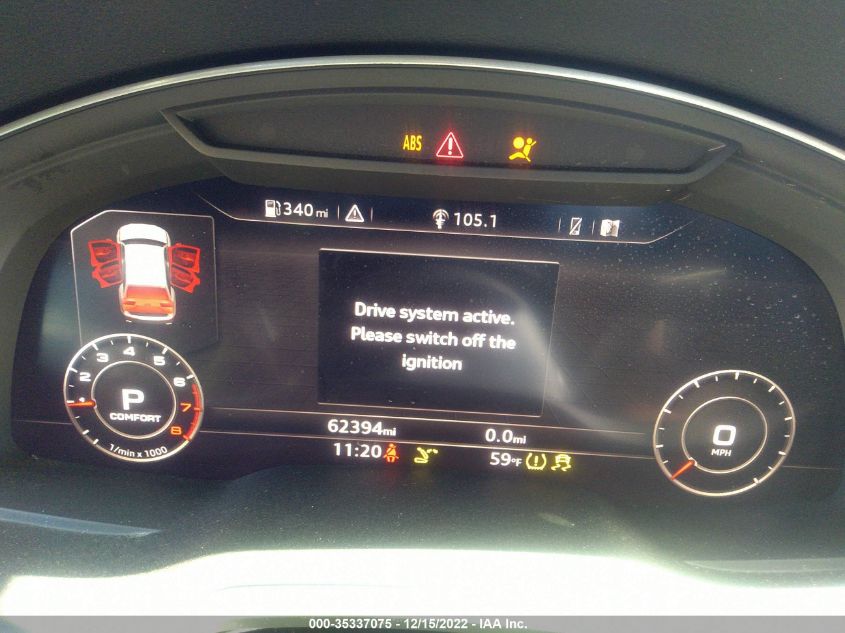 ABS
340 mi
105.1
Drive system active.
Please switch off the
ignition
1 2 3 4 5 6 7 8
P
COMFORT
1/min x 1000
62394mi
0.0mi
11:20
59°F
0
MPH
000-35337075 - 12/15/2022 - IAA Inc.